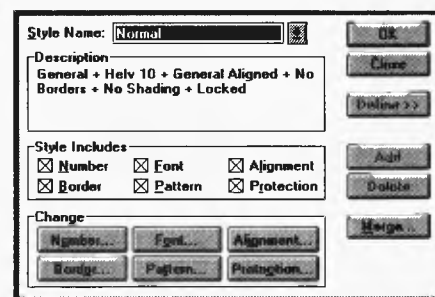 Style Name: Normal
OK
Close
Description
General + Helv 10 + General Aligned + No
Borders + No Shading + Locked
Define >>
Style Includes
Number Font Alignment
Border Pattern Protection
Add
Delete
Change
Number... Font... Alignment...
Border... Pattern... Protection...
Merge...